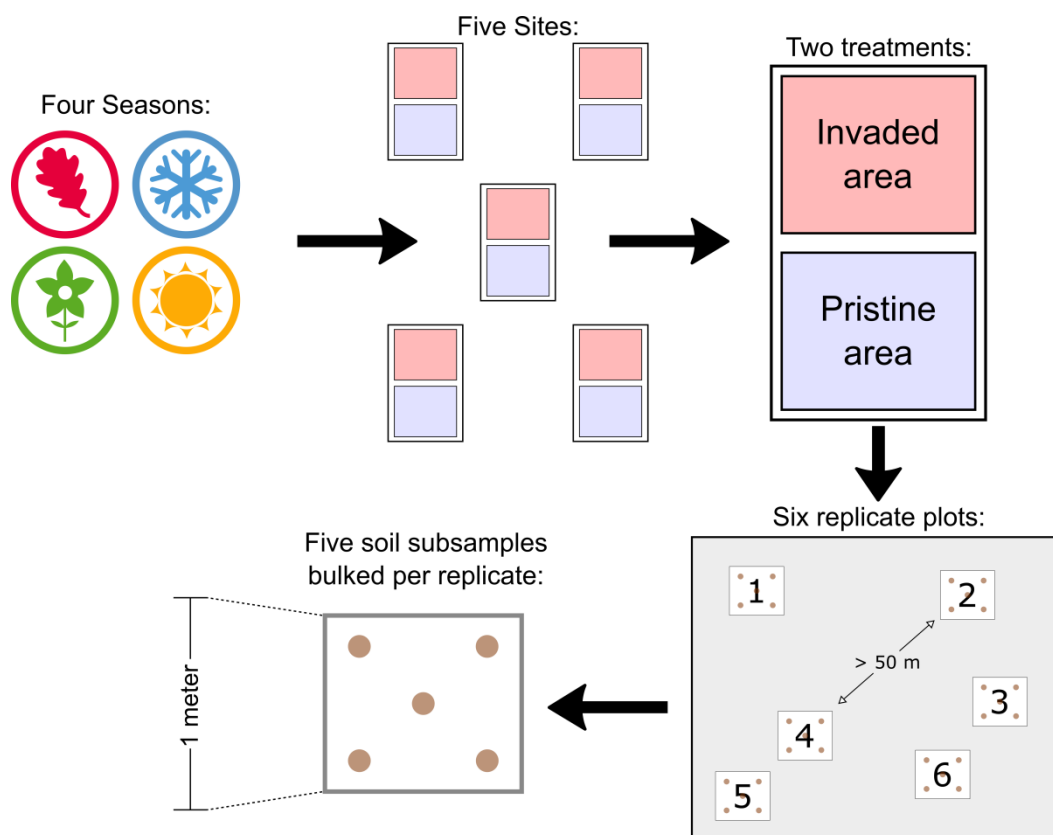 Four Seasons:
Five Sites:
Two treatments:
Invaded
area
Pristine
area
Six replicate plots:
1
2
> 50 m
3
4
5
6
Five soil subsamples
bulked per replicate:
1 meter